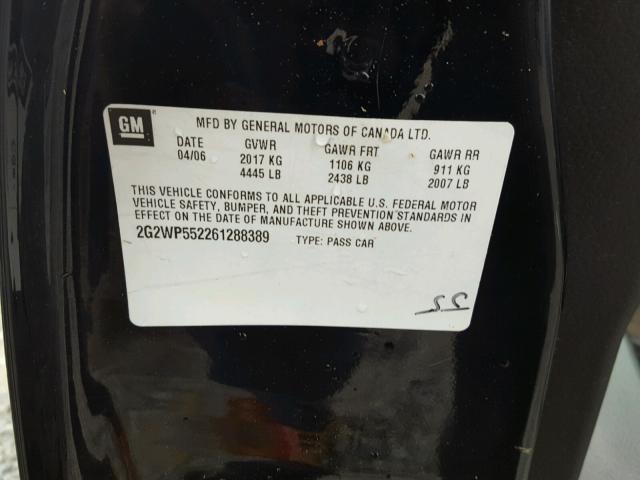 GM
MFD BY GENERAL MOTORS OF CANADA LTD.
DATE GVWR GAWR FRT GAWR RR
04/06 2017 KG 1106 KG 911 KG
4445 LB 2438 LB 2007 LB
THIS VEHICLE CONFORMS TO ALL APPLICABLE U.S. FEDERAL MOTOR
VEHICLE SAFETY, BUMPER, AND THEFT PREVENTION STANDARDS IN
EFFECT ON THE DATE OF MANUFACTURE SHOWN ABOVE.
2G2WP552261288389 TYPE: PASS CAR